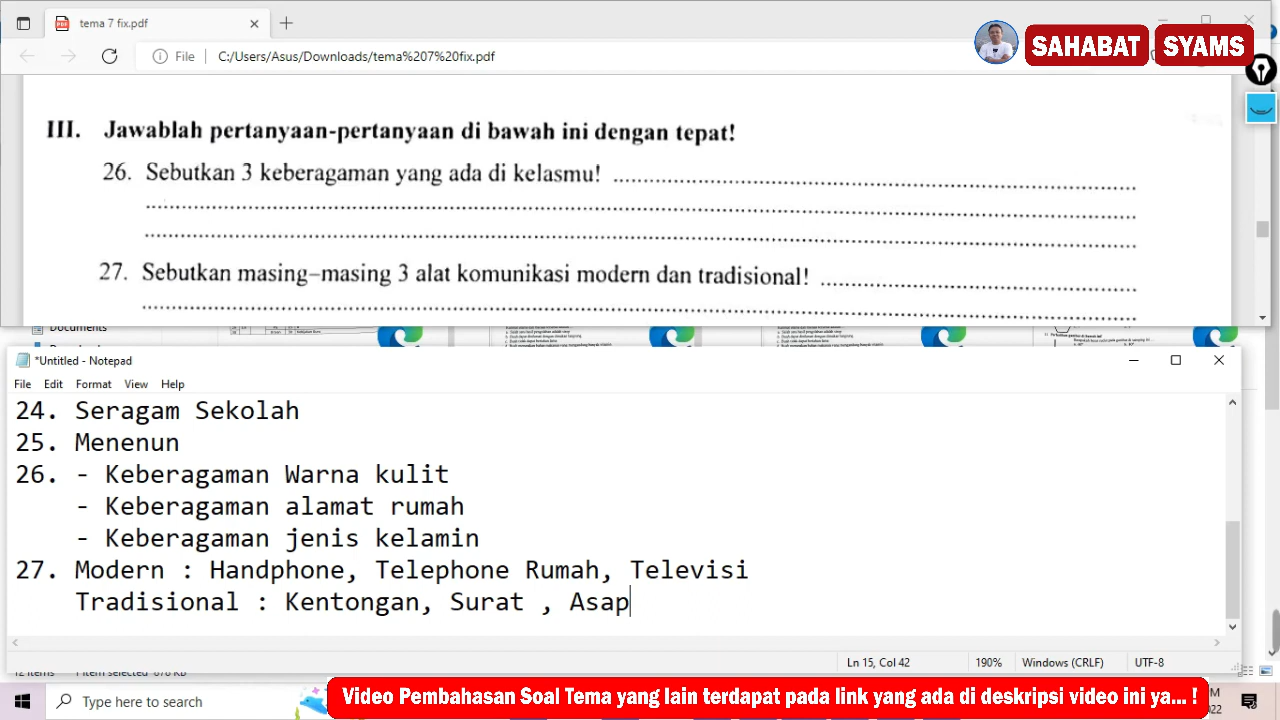 tema 7 fix.pdf
File C:/Users/Asus/Downloads/tema%207%20fix.pdf
SAHABAT SYAMS
III. Jawablah pertanyaan-pertanyaan di bawah ini dengan tepat!
26. Sebutkan 3 keberagaman yang ada di kelasmu!
27. Sebutkan masing–masing 3 alat komunikasi modern dan tradisional!
Documents
*Untitled - Notepad
File Edit Format View Help
24. Seragam Sekolah
25. Menenun
26. - Keberagaman Warna kulit
- Keberagaman alamat rumah
- Keberagaman jenis kelamin
27. Modern : Handphone, Telephone Rumah, Televisi
Tradisional : Kentongan, Surat , Asap
Ln 15, Col 42 190% Windows (CRLF) UTF-8
Type here to search
Video Pembahasan Soal Tema yang lain terdapat pada link yang ada di deskripsi video ini ya... !